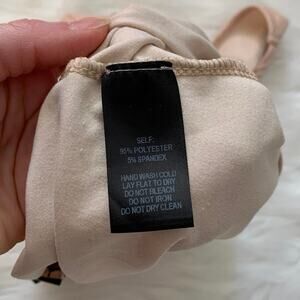 SELF:
95% POLYESTER
5% SPANDEX
HAND WASH COLD
LAY FLAT TO DRY
DO NOT BLEACH
DO NOT IRON
DO NOT DRY CLEAN